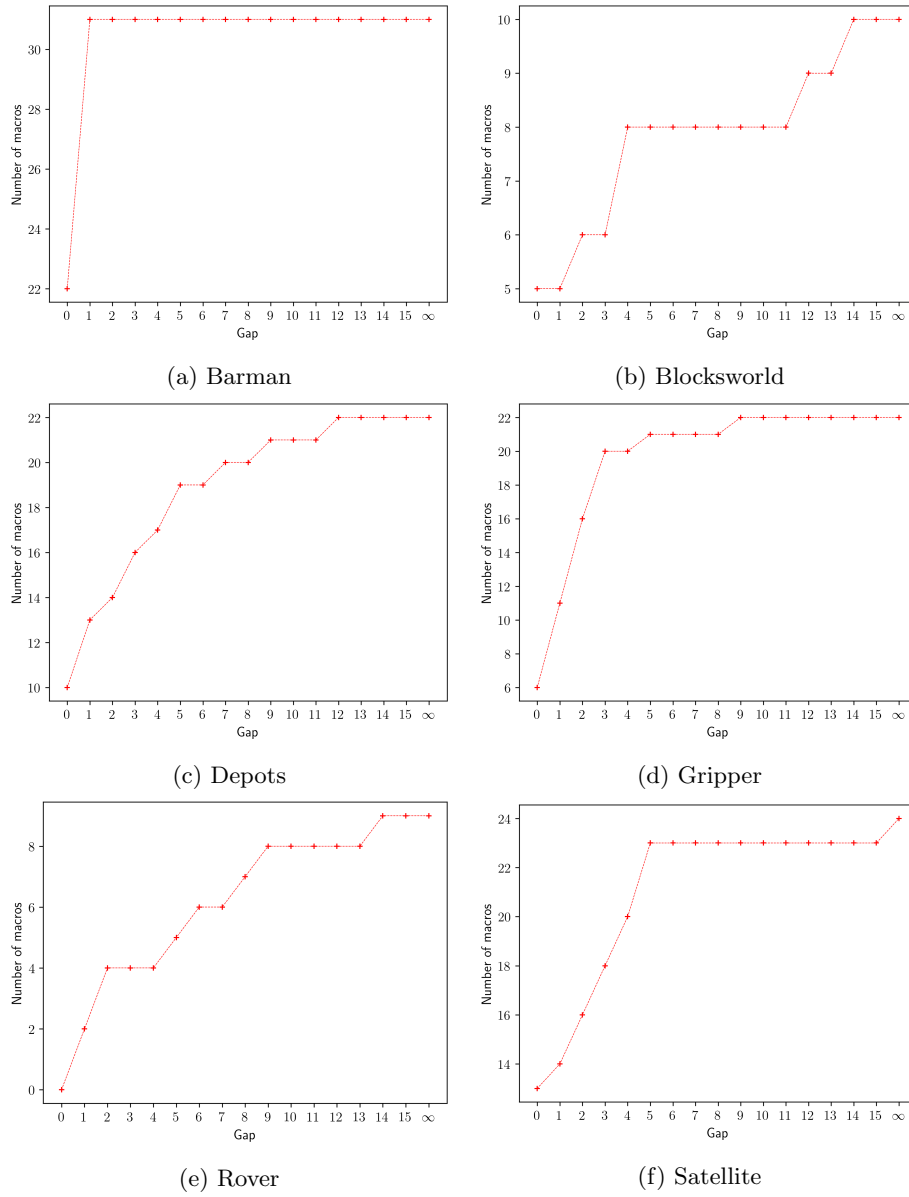 30
28
26
24
22
Number of macros
0 1 2 3 4 5 6 7 8 9 10 11 12 13 14 15 ∞
Gap
(a) Barman
10
9
8
7
6
5
Number of macros
0 1 2 3 4 5 6 7 8 9 10 11 12 13 14 15 ∞
Gap
(b) Blocksworld
22
20
18
16
14
12
10
Number of macros
0 1 2 3 4 5 6 7 8 9 10 11 12 13 14 15 ∞
Gap
(c) Depots
22
20
18
16
14
12
10
8
6
Number of macros
0 1 2 3 4 5 6 7 8 9 10 11 12 13 14 15 ∞
Gap
(d) Gripper
8
6
4
2
0
Number of macros
0 1 2 3 4 5 6 7 8 9 10 11 12 13 14 15 ∞
Gap
(e) Rover
24
22
20
18
16
14
Number of macros
0 1 2 3 4 5 6 7 8 9 10 11 12 13 14 15 ∞
Gap
(f) Satellite